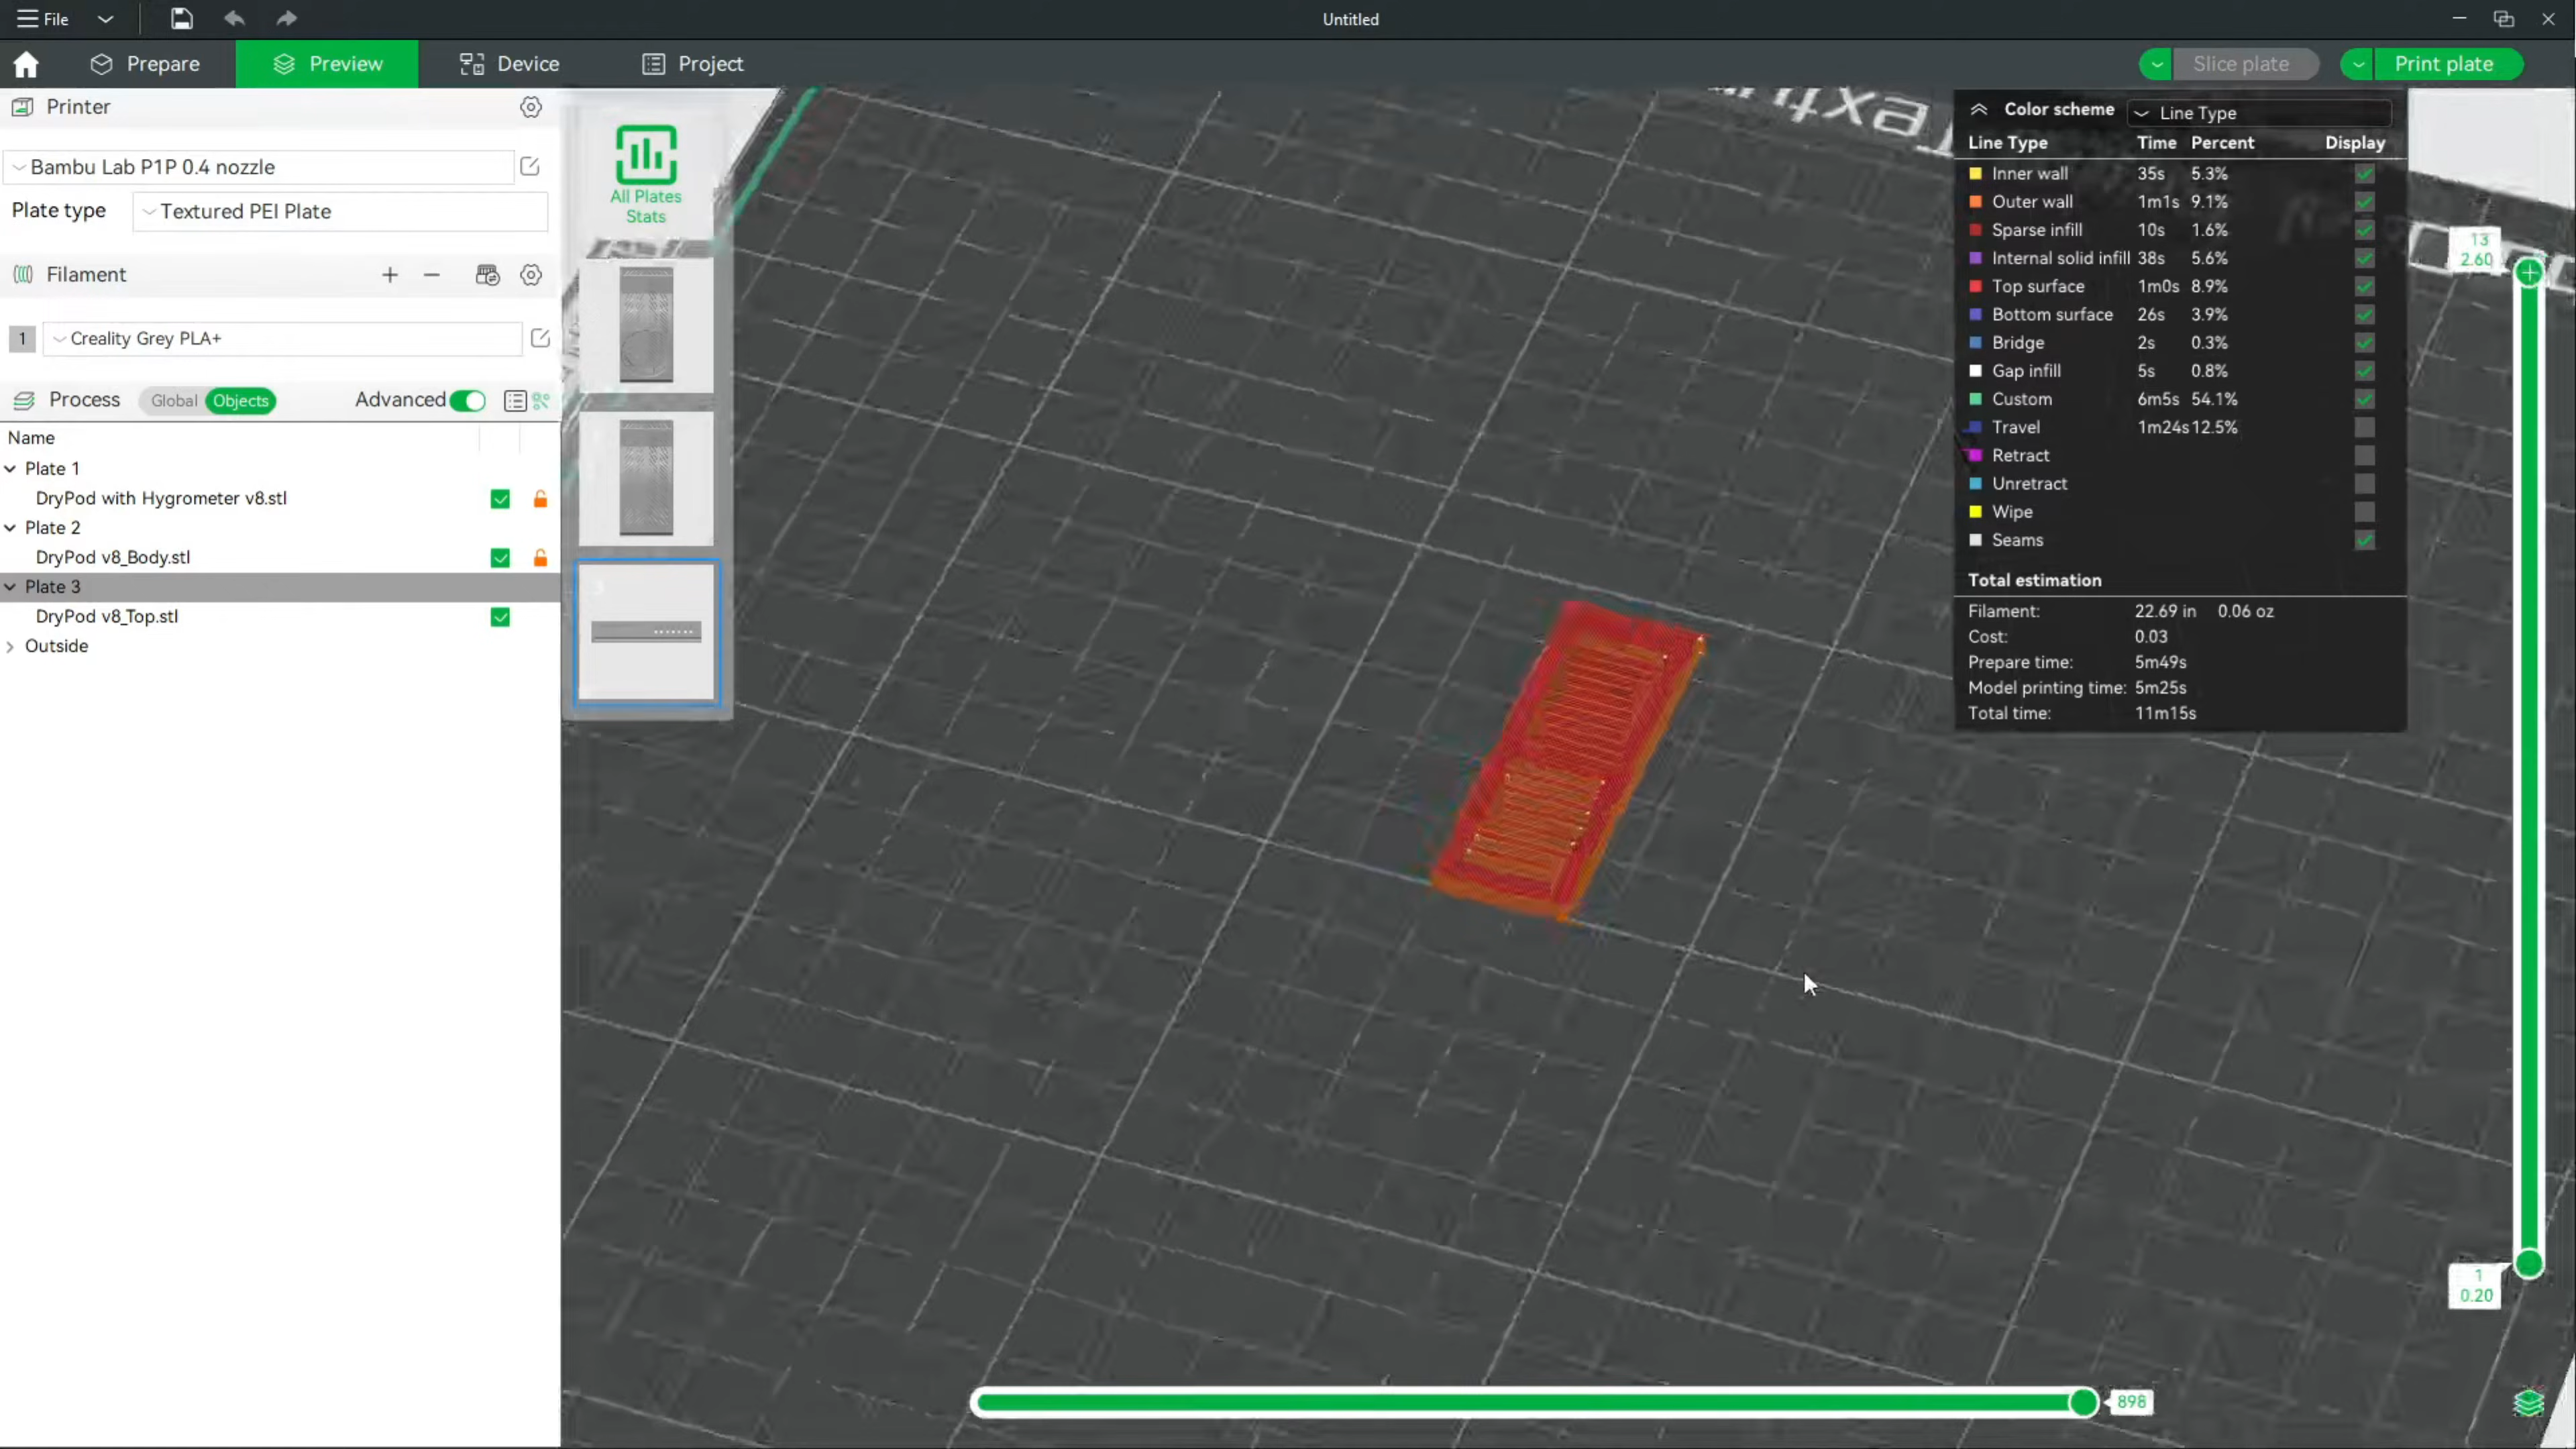 File
Untitled
Prepare
Preview
Device
Project
Slice plate
Print plate
Printer
Bambu Lab P1P 0.4 nozzle
Plate type
Textured PEI Plate
Filament
1
Creality Grey PLA+
Process
Global
Objects
Advanced
Name
Plate 1
DryPod with Hygrometer v8.stl
Plate 2
DryPod v8_Body.stl
Plate 3
DryPod v8_Top.stl
Outside
All Plates
Stats
Color scheme
Line Type
Line Type Time Percent Display
Inner wall 35s 5.3%
Outer wall 1m1s 9.1%
Sparse infill 10s 1.6%
Internal solid infill 38s 5.6%
Top surface 1m0s 8.9%
Bottom surface 26s 3.9%
Bridge 2s 0.3%
Gap infill 5s 0.8%
Custom 6m5s 54.1%
Travel 1m24s 12.5%
Retract
Unretract
Wipe
Seams
Total estimation
Filament: 22.69 in 0.06 oz
Cost: 0.03
Prepare time: 5m49s
Model printing time: 5m25s
Total time: 11m15s
13
2.60
1
0.20
898